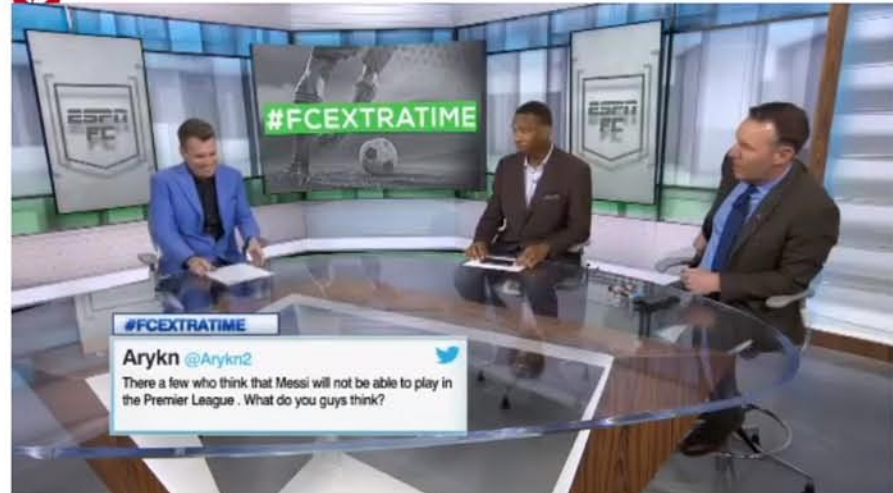 ESPN
FC
#FCEXTRATIME
ESPN
FC
#FCEXTRATIME
Arykn @Arykn2
There a few who think that Messi will not be able to play in
the Premier League . What do you guys think?